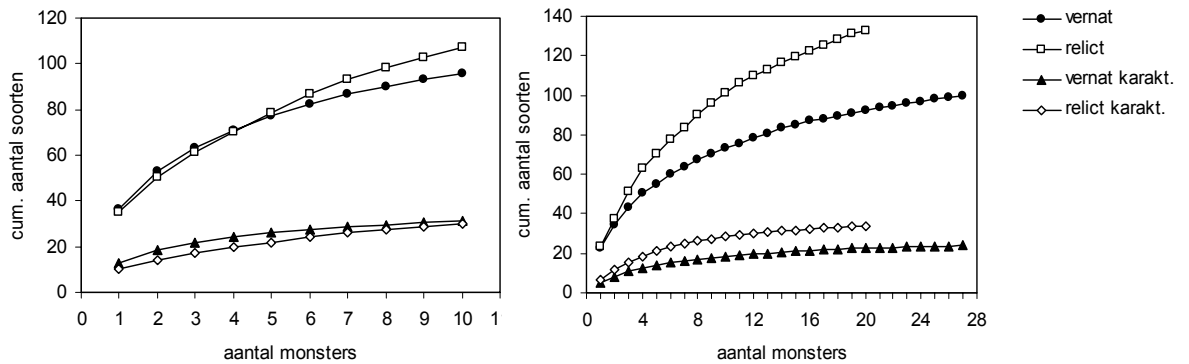 cum. aantal soorten
120
100
80
60
40
20
0
0 1 2 3 4 5 6 7 8 9 10 1
aantal monsters
cum. aantal soorten
140
120
100
80
60
40
20
0
0 4 8 12 16 20 24 28
aantal monsters
vernat
relict
vernat karakt.
relict karakt.